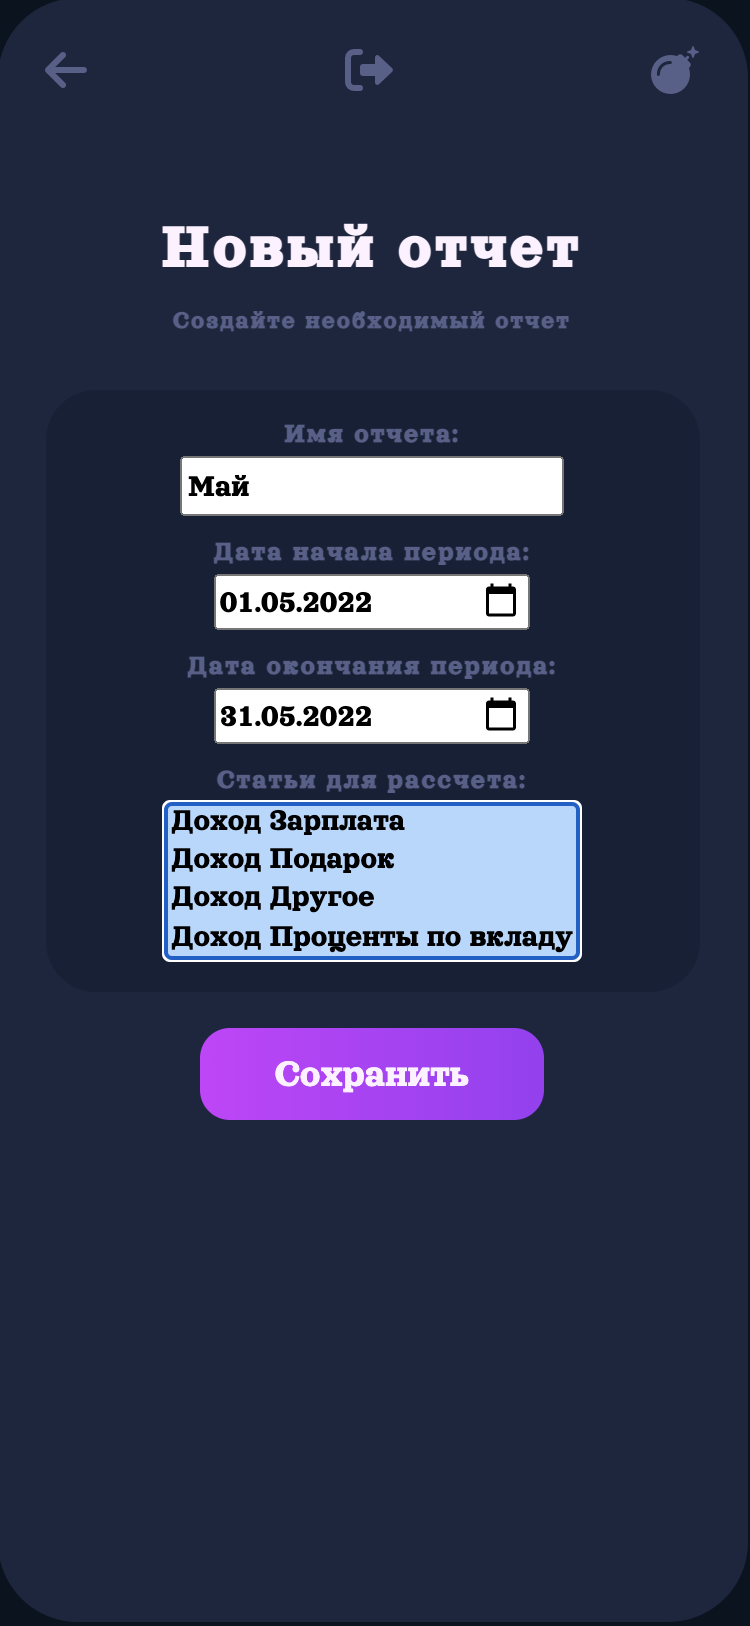 Новый отчет
Создайте необходимый отчет
Имя отчета:
Май
Дата начала периода:
01.05.2022
Дата окончания периода:
31.05.2022
Статьи для рассчета:
Доход Зарплата
Доход Подарок
Доход Другое
Доход Проценты по вкладу
Сохранить